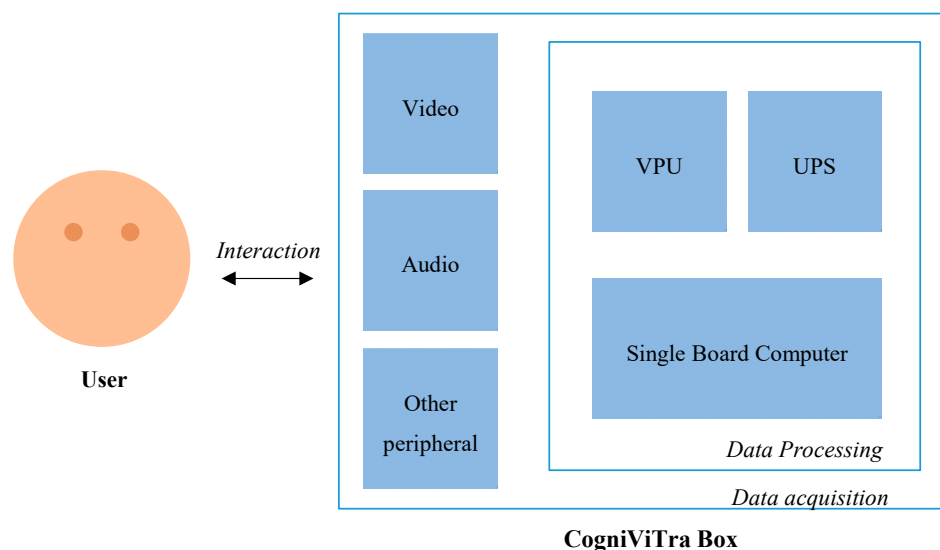 Video
VPU
UPS
Interaction
Audio
Single Board Computer
User
Other
peripheral
Data Processing
Data acquisition
CogniViTra Box